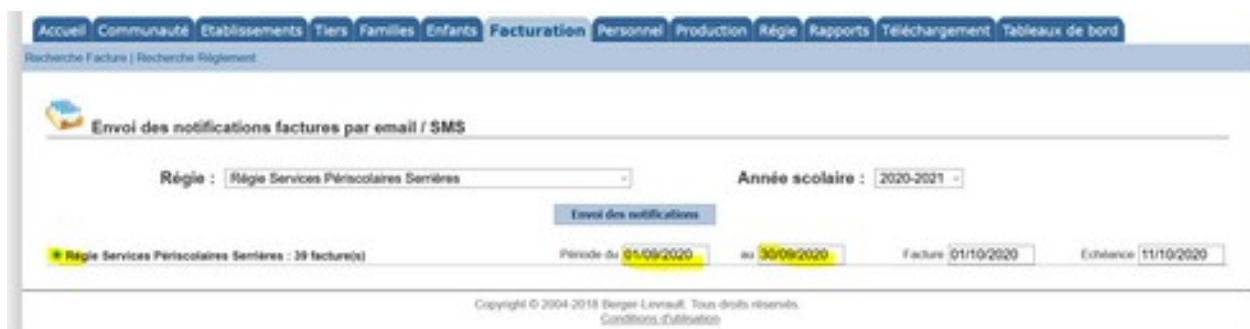 Accueil Communauté Etablissements Tiers Familles Enfants Facturation Personnel Production Régie Rapports Téléchargement Tableaux de bord
Recherche Facture | Recherche Règlement
Envoi des notifications factures par email / SMS
Régie : Régie Services Périscolaires Serrières Année scolaire : 2020-2021
Envoi des notifications
Régie Services Périscolaires Serrières : 39 facture(s) Période du 01/09/2020 au 30/09/2020 Facture 01/10/2020 Echéance 11/10/2020
Copyright © 2004-2018 Berger-Levrault. Tous droits réservés.
Conditions d'utilisation